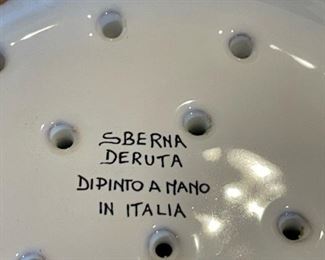 SBERNA
DERUTA
DIPINTO A MANO
IN ITALIA